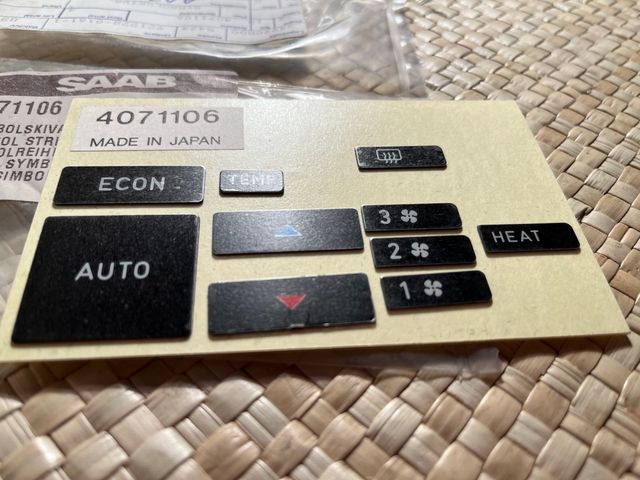 SAAB
71106
BOLSKIVA
OL STRI
OLREIH
SYMB
SIMBO
4071106
MADE IN JAPAN
ECON
TEMP
AUTO
3
2
1
HEAT